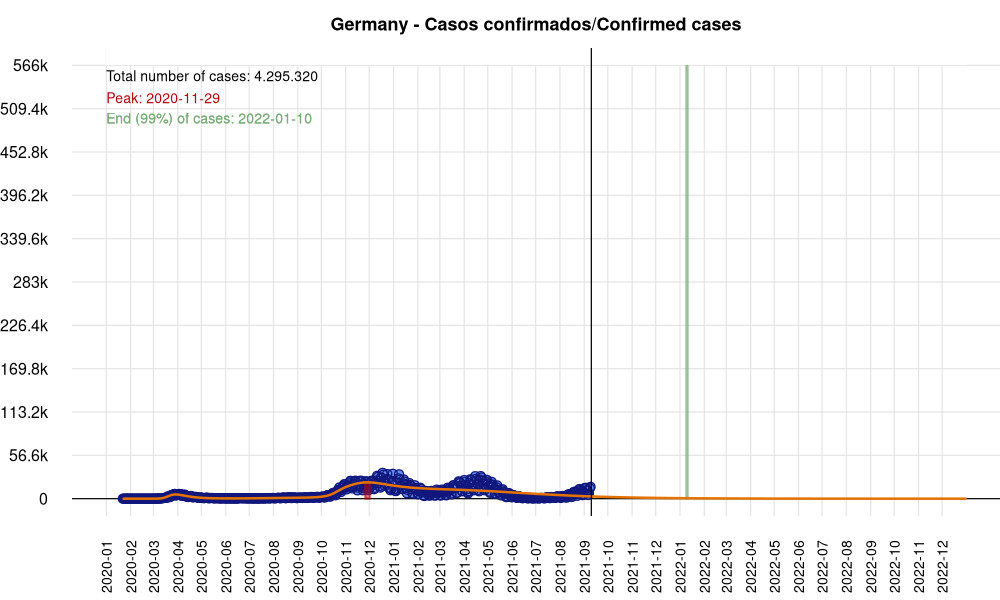 Germany - Casos confirmados/Confirmed cases
Total number of cases: 4.295.320
Peak: 2020-11-29
End (99%) of cases: 2022-01-10
566k
509.4k
452.8k
396.2k
339.6k
283k
226.4k
169.8k
113.2k
56.6k
0
2020-01
2020-02
2020-03
2020-04
2020-05
2020-06
2020-07
2020-08
2020-09
2020-10
2020-11
2020-12
2021-01
2021-02
2021-03
2021-04
2021-05
2021-06
2021-07
2021-08
2021-09
2021-10
2021-11
2021-12
2022-01
2022-02
2022-03
2022-04
2022-05
2022-06
2022-07
2022-08
2022-09
2022-10
2022-11
2022-12